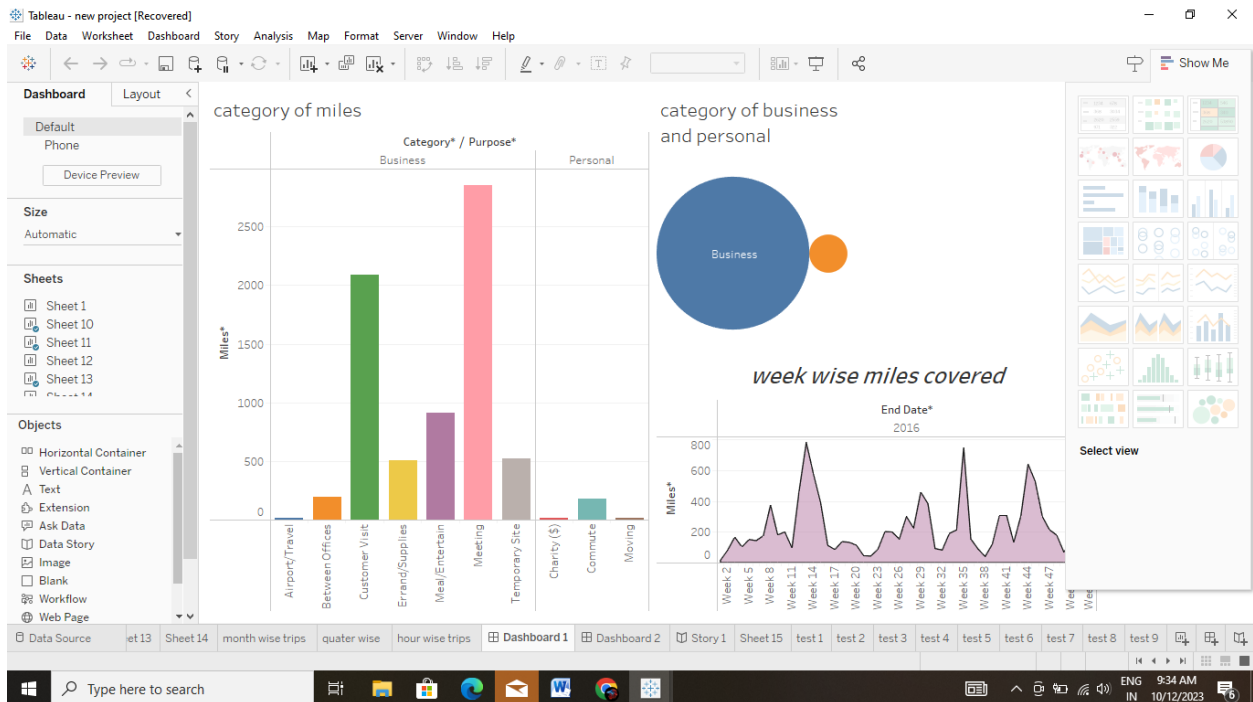 Tableau - new project [Recovered]
File Data Worksheet Dashboard Story Analysis Map Format Server Window Help
Show Me
Dashboard Layout
Default
Phone
Device Preview
Size
Automatic
Sheets
Sheet 1
Sheet 10
Sheet 11
Sheet 12
Sheet 13
Objects
Horizontal Container
Vertical Container
Text
Extension
Ask Data
Data Story
Image
Blank
Workflow
Web Page
category of miles
Category* / Purpose*
Business Personal
Miles*
2500
2000
1500
1000
500
0
Airport/Travel
Between Offices
Customer Visit
Errand/Supplies
Meal/Entertain
Meeting
Temporary Site
Charity ($)
Commute
Moving
category of business
and personal
Business
week wise miles covered
End Date*
2016
Miles*
800
600
400
200
0
Week 2
Week 5
Week 8
Week 11
Week 14
Week 17
Week 20
Week 23
Week 26
Week 29
Week 32
Week 35
Week 38
Week 41
Week 44
Week 47
Select view
Data Source et 13 Sheet 14 month wise trips quater wise hour wise trips Dashboard 1 Dashboard 2 Story 1 Sheet 15 test 1 test 2 test 3 test 4 test 5 test 6 test 7 test 8 test 9
Type here to search
ENG 9:34 AM
IN 10/12/2023
6